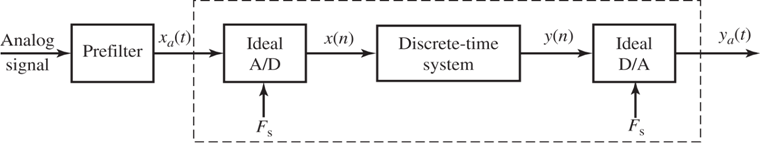 Analog
signal
Prefilter
xₐ(t)
Ideal
A/D
x(n)
Discrete-time
system
y(n)
Ideal
D/A
yₐ(t)
Fₛ
Fₛ